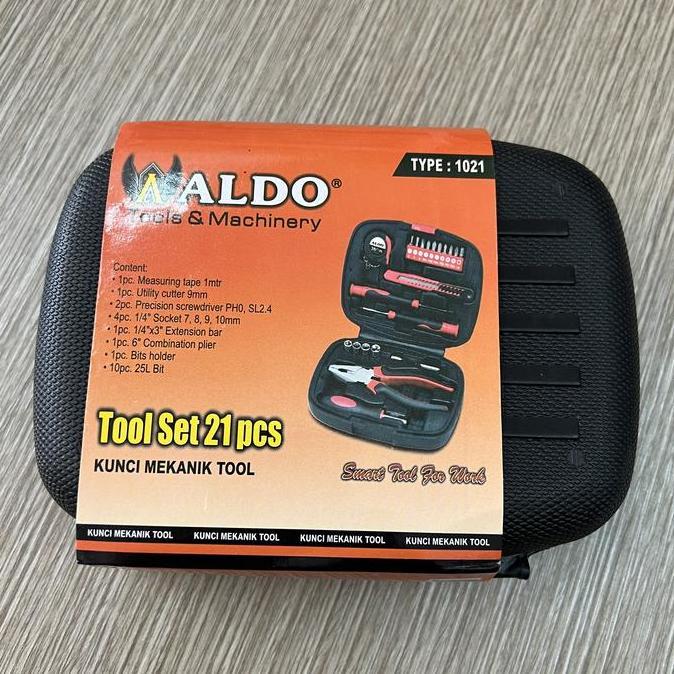 TYPE : 1021
ALDO®
Tools & Machinery
Content:
• 1pc. Measuring tape 1mtr
• 1pc. Utility cutter 9mm
• 2pc. Precision screwdriver PH0, SL2.4
• 4pc. 1/4" Socket 7, 8, 9, 10mm
• 1pc. 1/4"x3" Extension bar
• 1pc. 6" Combination plier
• 1pc. Bits holder
• 10pc. 25L Bit
ALDO
Tool Set 21 pcs
KUNCI MEKANIK TOOL
Smart Tool For Work
KUNCI MEKANIK TOOL KUNCI MEKANIK TOOL KUNCI MEKANIK TOOL KUNCI MEKANIK TOOL